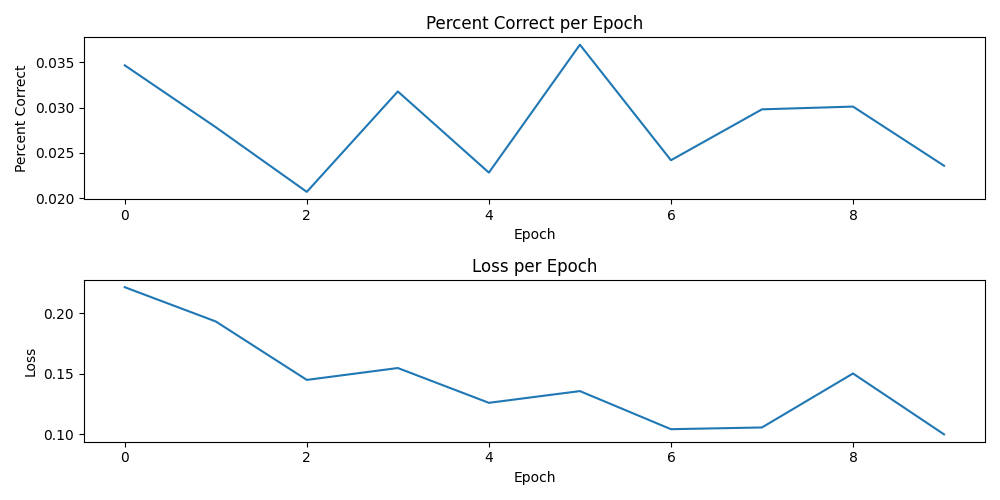 Percent Correct per Epoch
0.035
0.030
0.025
0.020
Percent Correct
0 2 4 6 8
Epoch
Loss per Epoch
0.20
0.15
0.10
Loss
0 2 4 6 8
Epoch